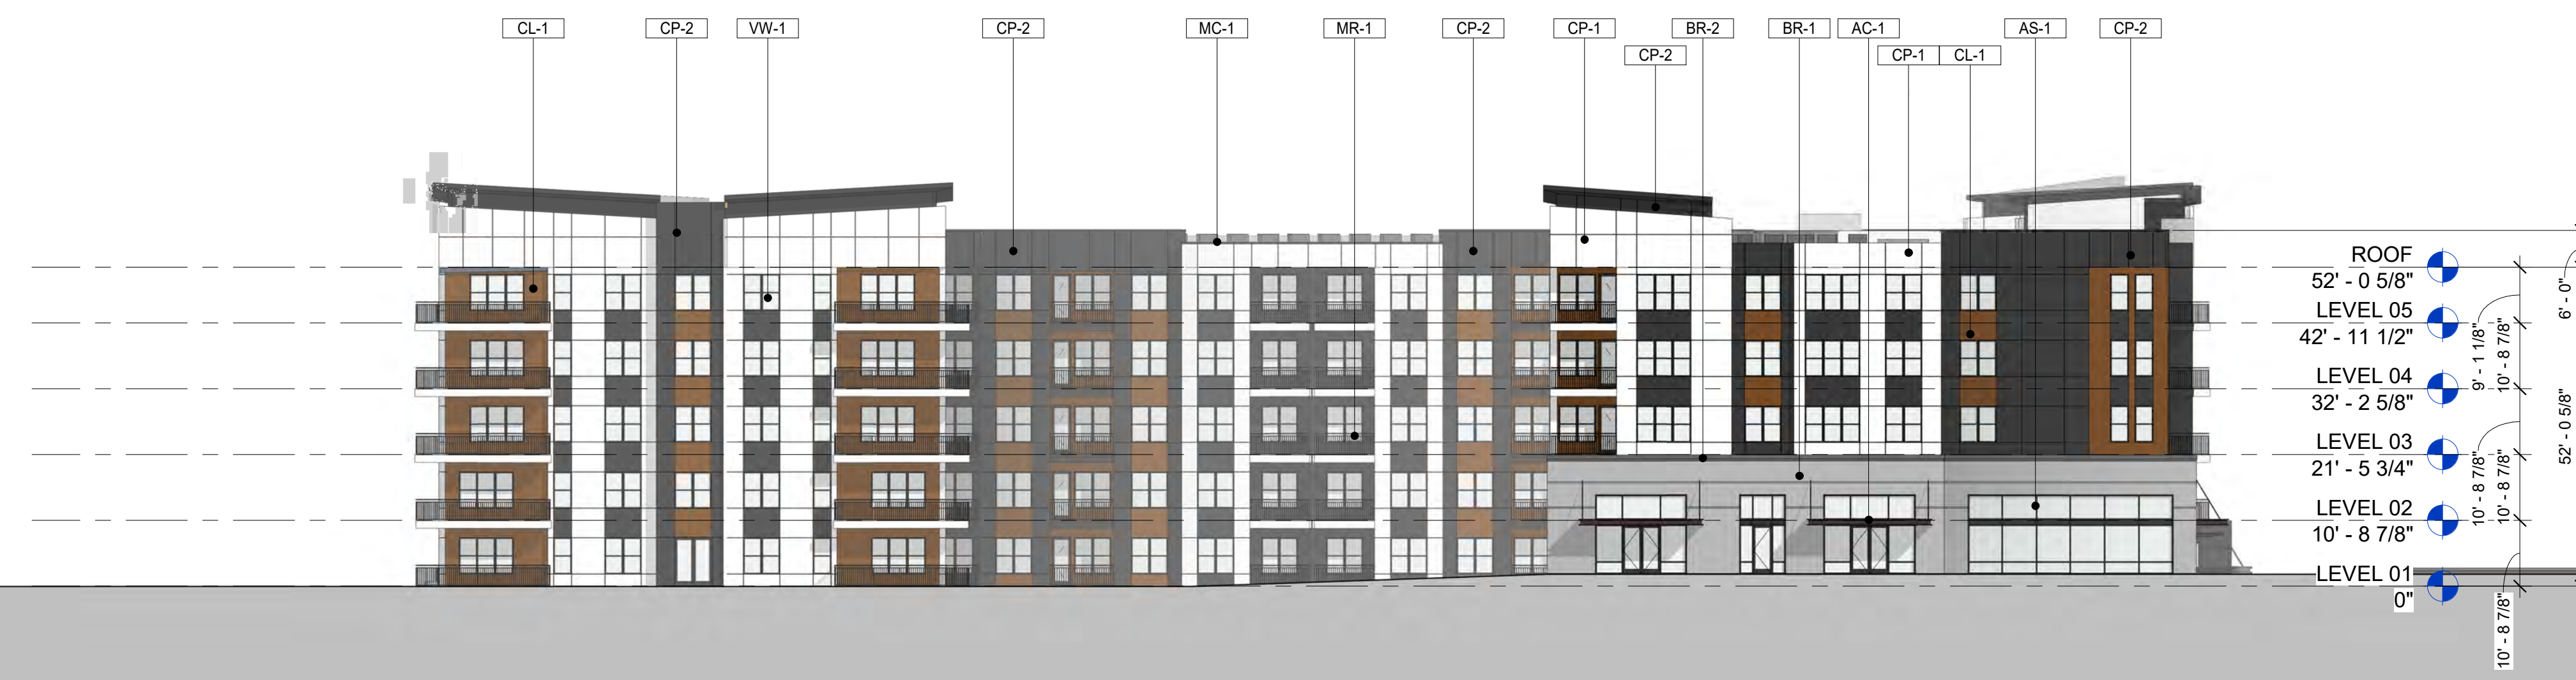 CL-1
CP-2
VW-1
CP-2
MC-1
MR-1
CP-2
CP-1
BR-2
BR-1
AC-1
AS-1
CP-2
CP-2
CP-1
CL-1
ROOF
52' - 0 5/8"
LEVEL 05
42' - 11 1/2"
LEVEL 04
32' - 2 5/8"
LEVEL 03
21' - 5 3/4"
LEVEL 02
10' - 8 7/8"
LEVEL 01
0"
9' - 1 1/8"
10' - 8 7/8"
10' - 8 7/8"
10' - 8 7/8"
10' - 8 7/8"
6' - 0"
52' - 0 5/8"